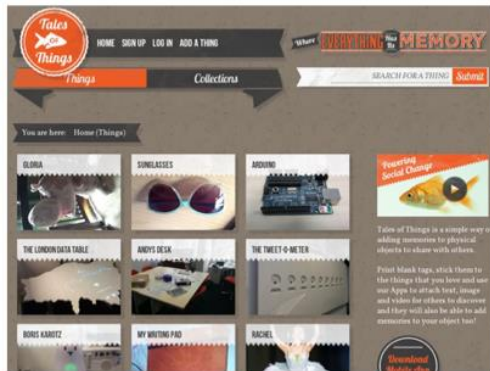 Tales
Of
Things
HOME SIGN UP LOG IN ADD A THING
Where EVERYTHING Has Its MEMORY
Things
Collections
SEARCH FOR A THING Submit
You are here: Home (Things)
GLORIA
SUNGLASSES
ARDUINO
Powering
Social Change
Tales of Things is a simple way o
adding memories to physical
objects to share with others.
Print blank tags, stick them to
the things that you love and use
our Apps to attach text, image
and video for others to discover
and they will also be able to add
memories to your object too!
THE LONDON DATA TABLE
ANDYS DESK
THE TWEET-O-METER
BORIS KAROTZ
MY WRITING PAD
RACHEL
Download
Mobile App